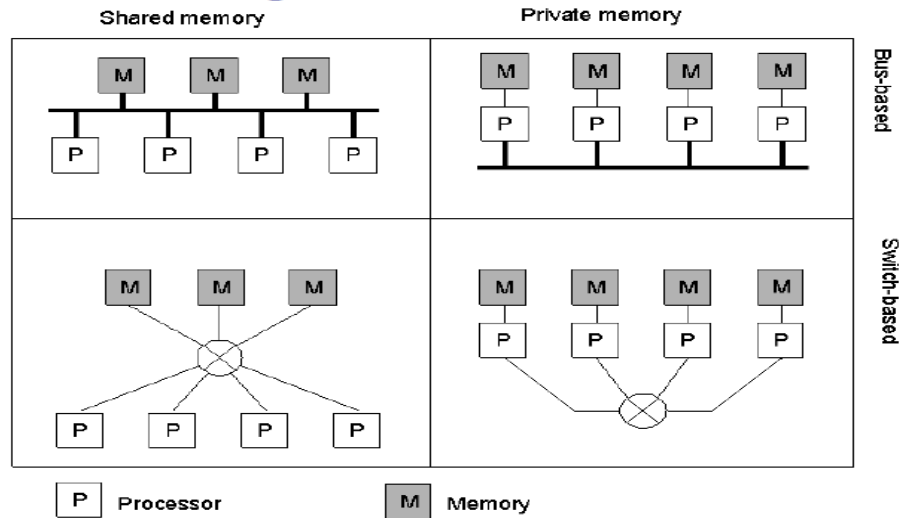 Shared memory
Private memory
M M M
P P P P
M M M M
P P P P
Bus-based
M M M
P P P P
M M M M
P P P P
Switch-based
P Processor
M Memory